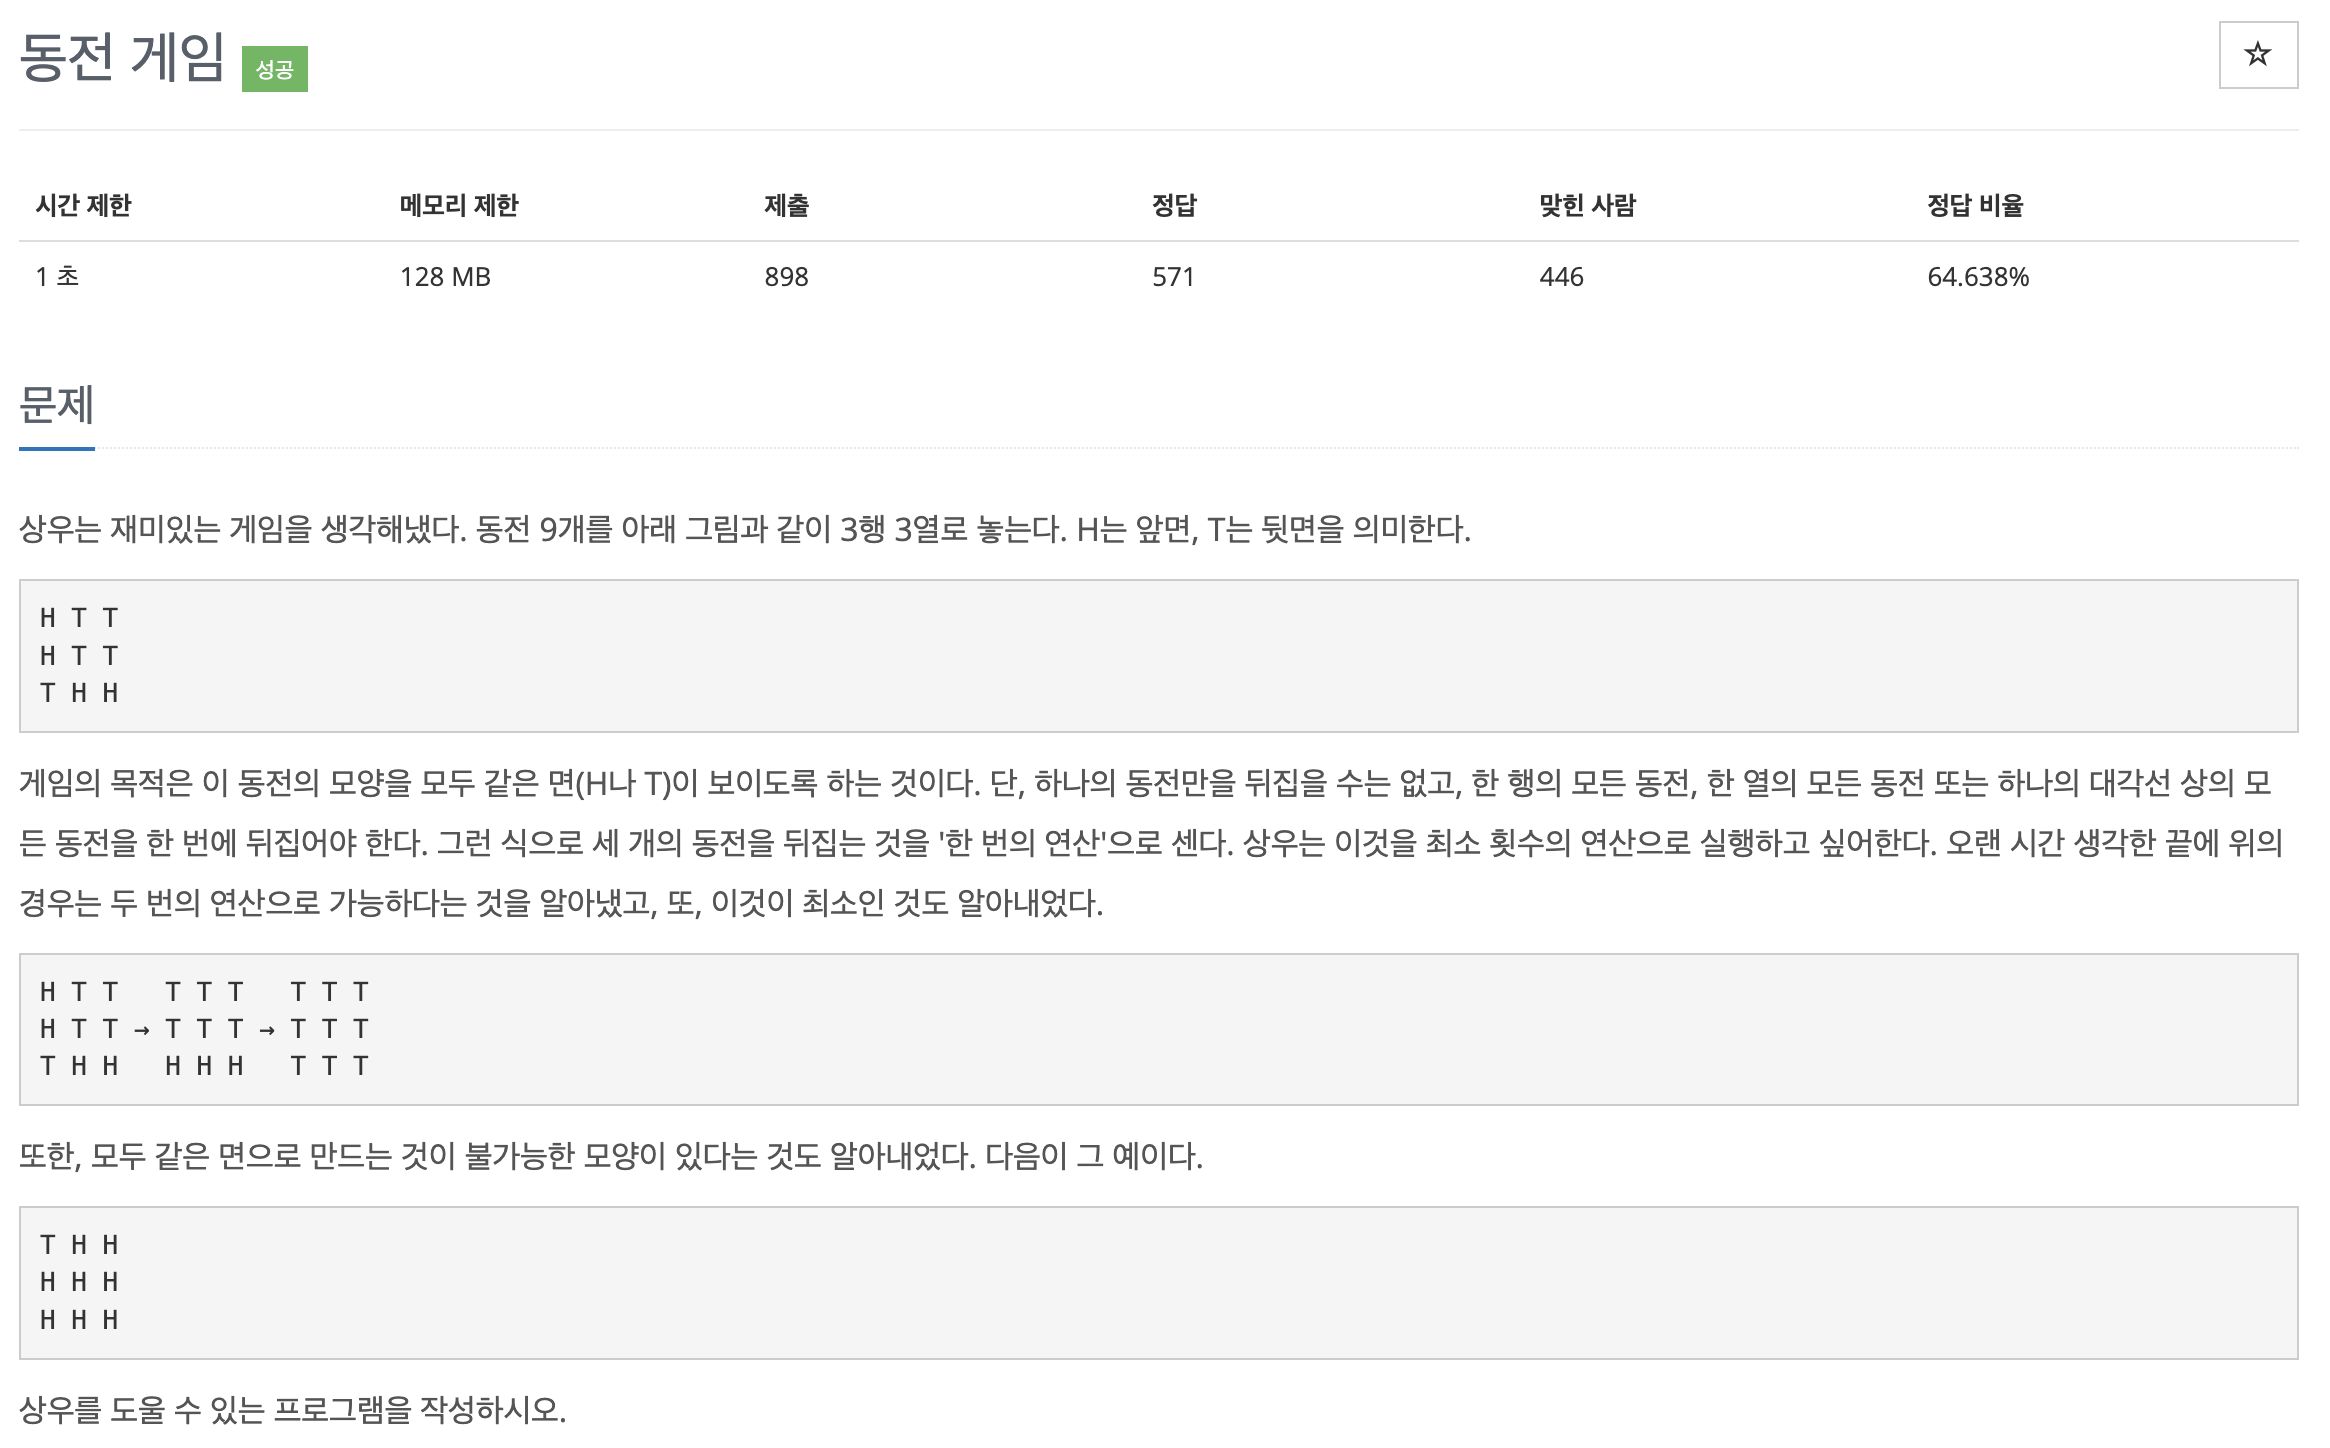 동전 게임 성공
☆
시간 제한 메모리 제한 제출 정답 맞힌 사람 정답 비율
1 초 128 MB 898 571 446 64.638%
문제
상우는 재미있는 게임을 생각해냈다. 동전 9개를 아래 그림과 같이 3행 3열로 놓는다. H는 앞면, T는 뒷면을 의미한다.
H T T
H T T
T H H
게임의 목적은 이 동전의 모양을 모두 같은 면(H나 T)이 보이도록 하는 것이다. 단, 하나의 동전만을 뒤집을 수는 없고, 한 행의 모든 동전, 한 열의 모든 동전 또는 하나의 대각선 상의 모
든 동전을 한 번에 뒤집어야 한다. 그런 식으로 세 개의 동전을 뒤집는 것을 '한 번의 연산'으로 센다. 상우는 이것을 최소 횟수의 연산으로 실행하고 싶어한다. 오랜 시간 생각한 끝에 위의
경우는 두 번의 연산으로 가능하다는 것을 알아냈고, 또, 이것이 최소인 것도 알아내었다.
H T T   T T T   T T T
H T T → T T T → T T T
T H H   H H H   T T T
또한, 모두 같은 면으로 만드는 것이 불가능한 모양이 있다는 것도 알아내었다. 다음이 그 예이다.
T H H
H H H
H H H
상우를 도울 수 있는 프로그램을 작성하시오.